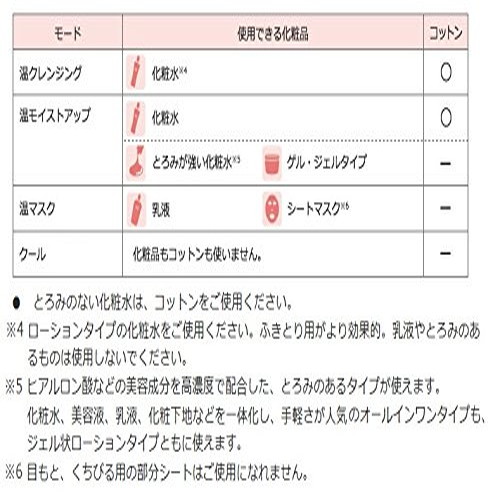 モード 使用できる化粧品 コットン
温クレンジング 化粧水※4 ○
温モイストアップ 化粧水 ○
とろみが強い化粧水※5 ゲル・ジェルタイプ ー
温マスク 乳液 シートマスク※6 ー
クール 化粧品もコットンも使いません。 ー
● とろみのない化粧水は、コットンをご使用ください。
※4 ローションタイプの化粧水をご使用ください。ふきとり用がより効果的。乳液やとろみのあ
るものは使用しないでください。
※5 ヒアルロン酸などの美容成分を高濃度で配合した、とろみのあるタイプが使えます。
化粧水、美容液、乳液、化粧下地などを一体化し、手軽さが人気のオールインワンタイプも、
ジェル状ローションタイプともに使えます。
※6 目もと、くちびる用の部分シートはご使用になれません。